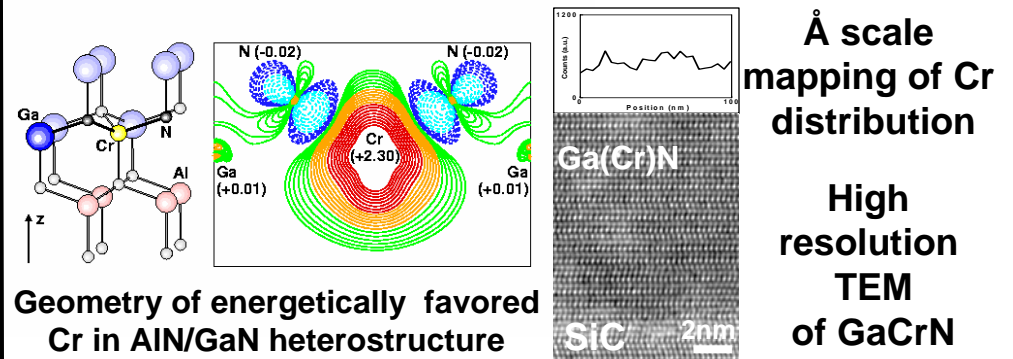 Ga
Cr
N
Al
z
N (-0.02)
N (-0.02)
Cr
(+2.30)
Ga
(+0.01)
Ga
(+0.01)
Geometry of energetically favored
Cr in AlN/GaN heterostructure
1200
Counts (a.u.)
0
0
100
Position (nm)
Ga(Cr)N
SiC
2nm
Å scale
mapping of Cr
distribution
High
resolution
TEM
of GaCrN